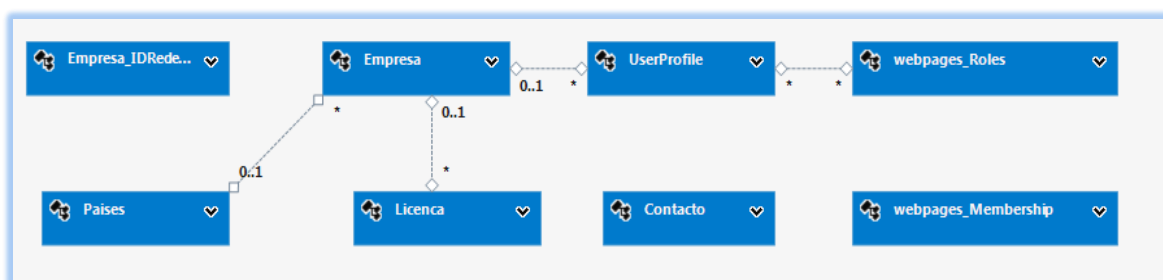 Empresa_IDRede...
Empresa
UserProfile
webpages_Roles
0..1
*
*
*
*
0..1
0..1
*
Paises
Licenca
Contacto
webpages_Membership